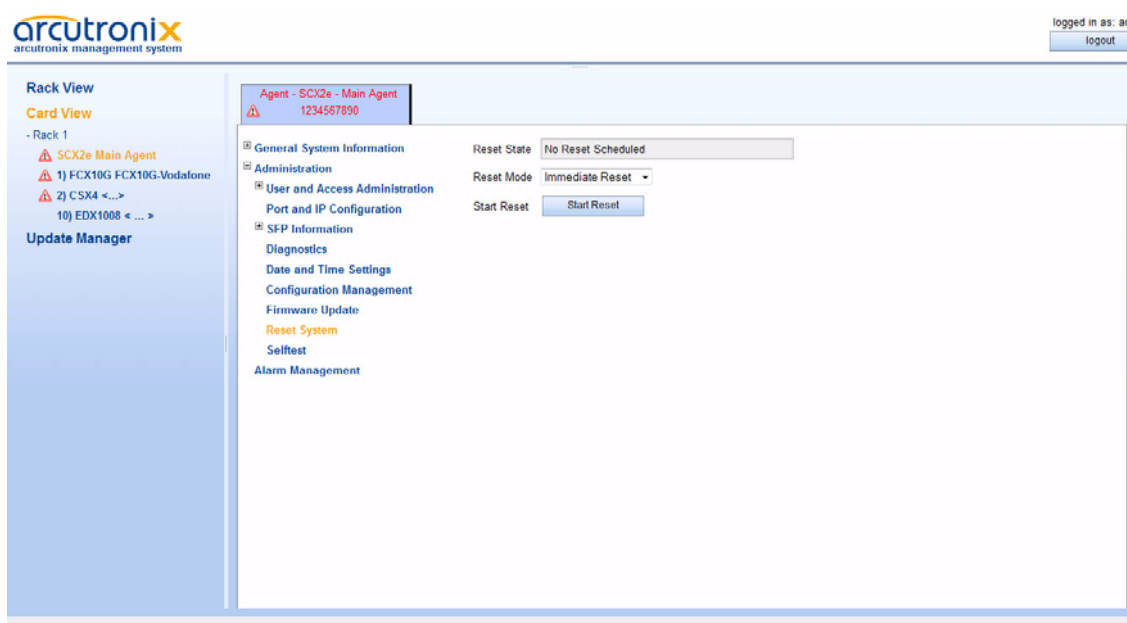 arcutronix
arcutronix management system
logged in as:
logout
Rack View
Card View
- Rack 1
SCX2e Main Agent
1) FCX10G FCX10G-Vodafone
2) CSX4 <...>
10) EDX1008 < ... >
Update Manager
Agent - SCX2e - Main Agent
1234567890
General System Information
Administration
User and Access Administration
Port and IP Configuration
SFP Information
Diagnostics
Date and Time Settings
Configuration Management
Firmware Update
Reset System
Selftest
Alarm Management
Reset State No Reset Scheduled
Reset Mode Immediate Reset
Start Reset Start Reset